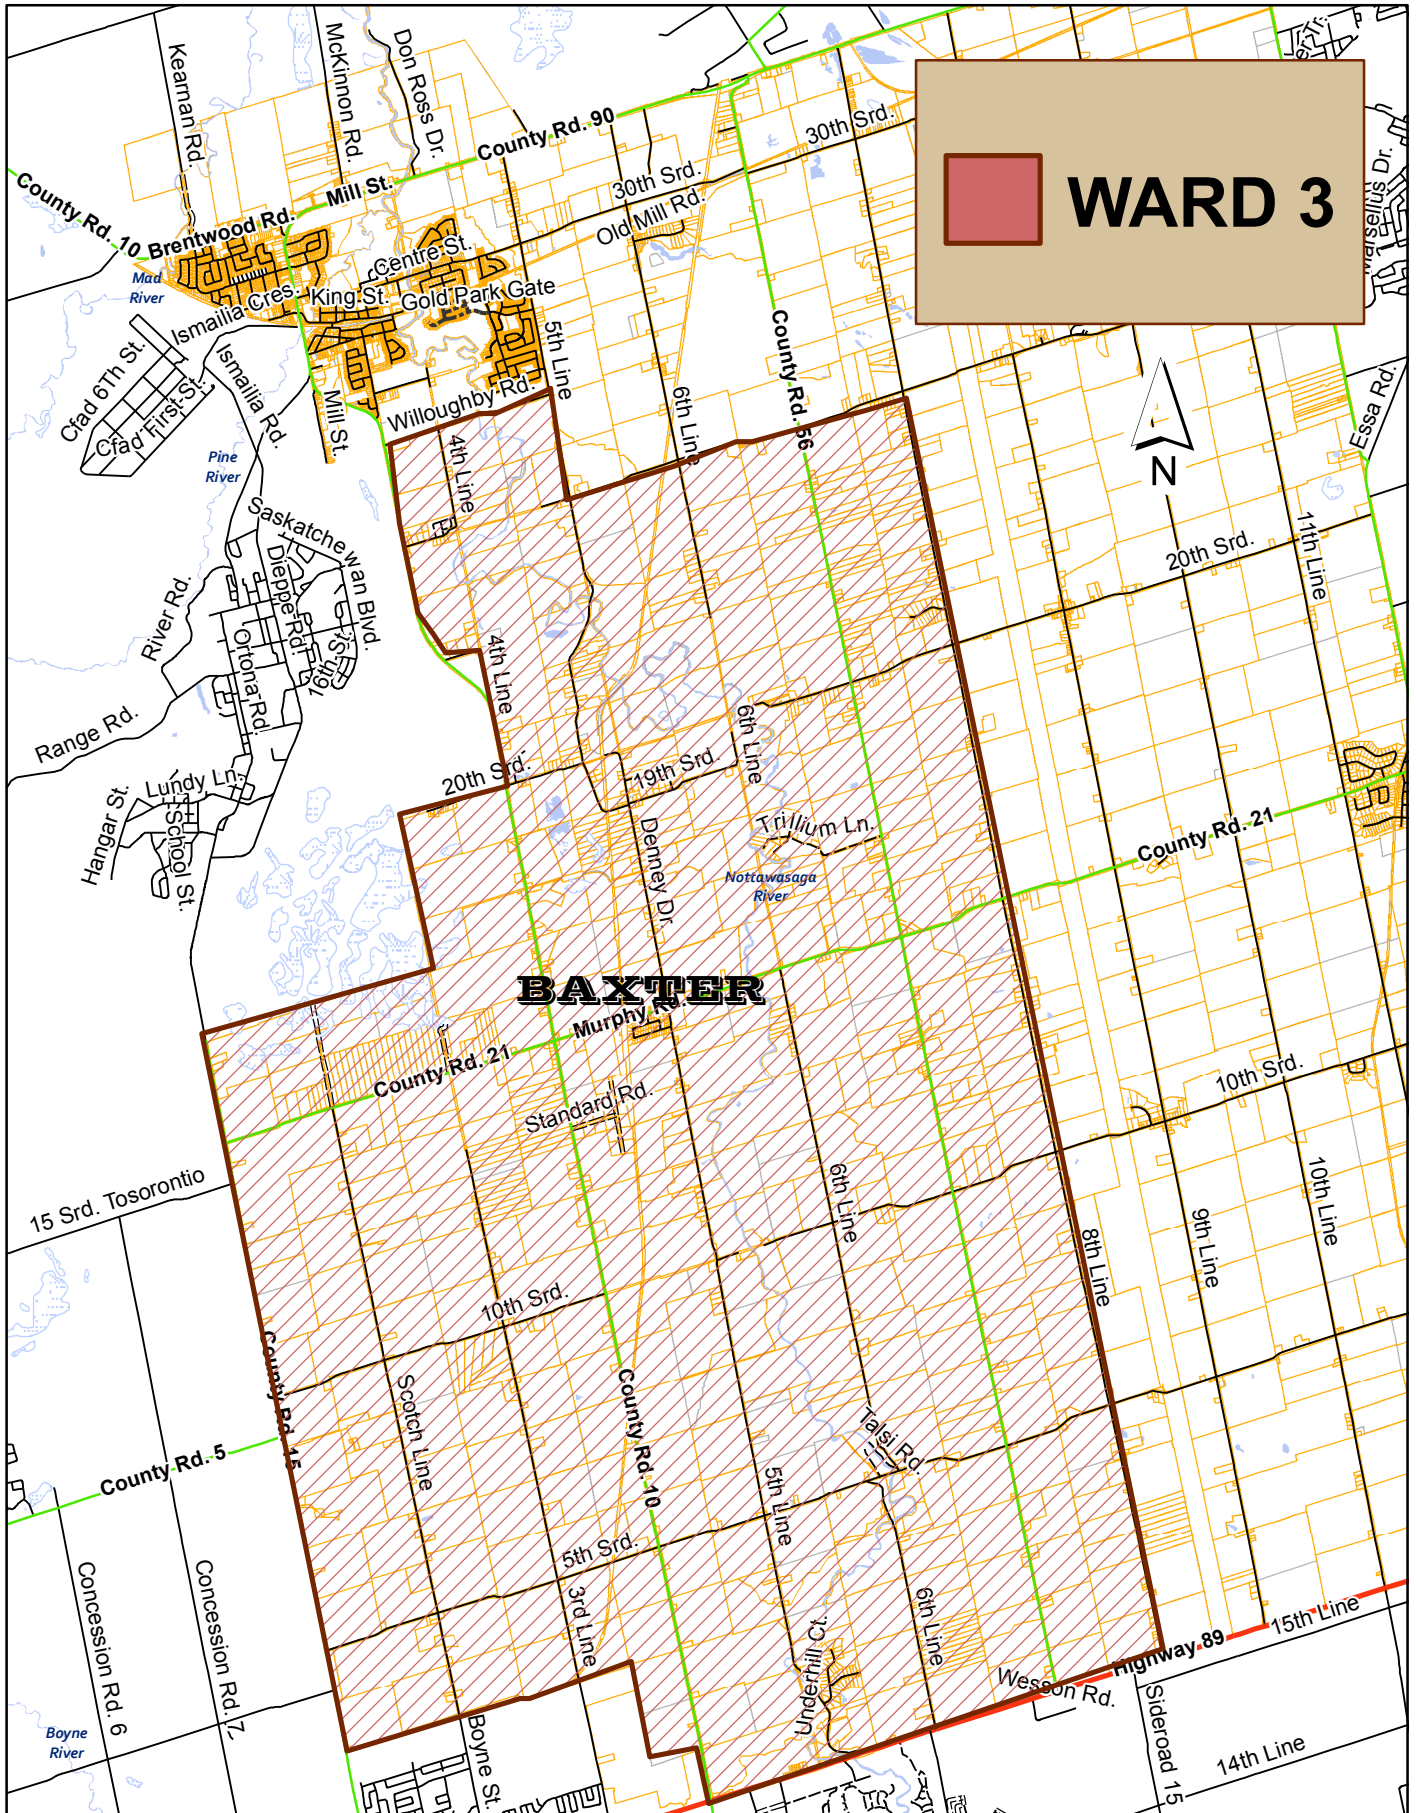 Kearnan Rd.
McKinnon Rd.
Don Ross Dr.
County Rd. 90
30th Srd.
30th Srd.
Old Mill Rd.
WARD 3
Marsellus Dr.
County Rd. 10
Brentwood Rd.
Mill St.
Mad
River
Centre St.
Ismailia Cres.
King St.
Gold Park Gate
5th Line
County Rd. 56
Cfad 6Th St.
Cfad First St.
Ismailia Rd.
Mill St.
Willoughby Rd.
6th Line
Essa Rd.
N
Pine
River
4th Line
Saskatchewan Blvd.
Dieppe Rd.
River Rd.
Ortona Rd.
16th St.
4th Line
20th Srd.
11th Line
Range Rd.
6th Line
20th Srd.
19th Srd.
Lundy Ln.
Hangar St.
School St.
Denney Dr.
Trillium Ln.
County Rd. 21
Nottawasaga
River
BAXTER
Murphy Rd.
County Rd. 21
Standard Rd.
10th Srd.
15 Srd. Tosorontio
6th Line
10th Line
9th Line
8th Line
10th Srd.
County Rd. 15
Scotch Line
County Rd. 10
Talsi Rd.
County Rd. 5
5th Line
5th Srd.
Concession Rd. 6
Concession Rd. 7
3rd Line
6th Line
Underhill Ct.
15th Line
Highway 89
Wesson Rd.
Boyne
River
Boyne St.
Sideroad 15
14th Line